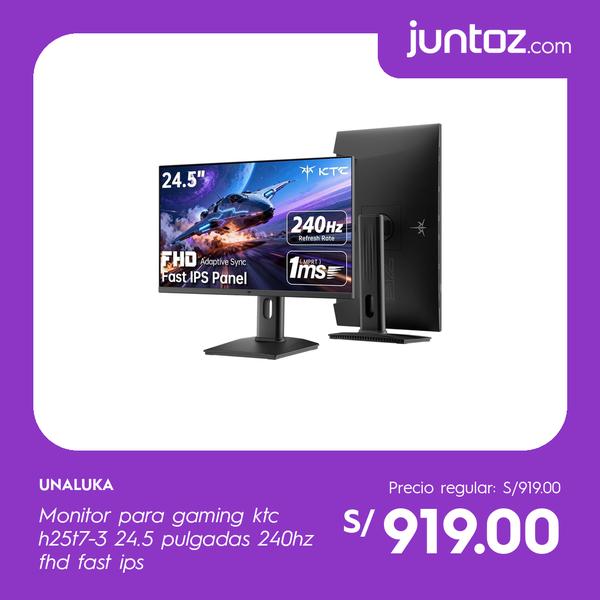 juntoz.com
24.5"
KTC
240Hz
Refresh Rate
FHD Adaptive Sync
Fast IPS Panel
(MPRT)
1ms
UNALUKA
Precio regular: S/919.00
Monitor para gaming ktc
h25t7-3 24.5 pulgadas 240hz
fhd fast ips
S/ 919.00